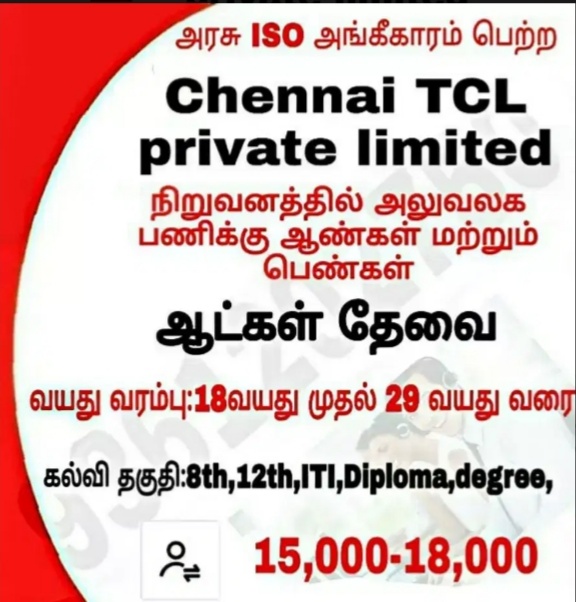 அரசு ISO அங்கீகாரம் பெற்ற
Chennai TCL
private limited
நிறுவனத்தில் அலுவலக
பணிக்கு ஆண்கள் மற்றும்
பெண்கள்
ஆட்கள் தேவை
வயது வரம்பு:18வயது முதல் 29 வயது வரை
கல்வி தகுதி:8th,12th,ITI,Diploma,degree,
15,000-18,000